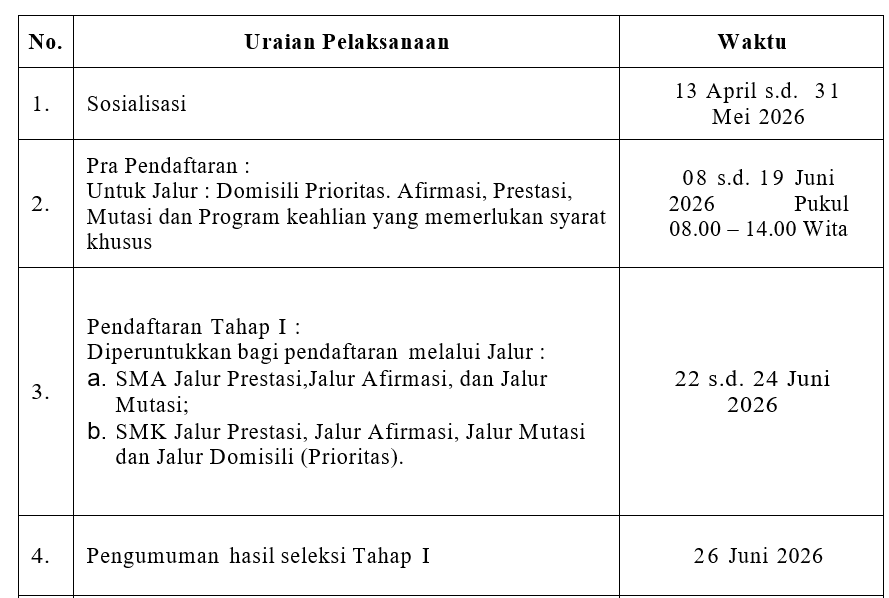 No. Uraian Pelaksanaan Waktu
1. Sosialisasi 13 April s.d. 31
Mei 2026
2. Pra Pendaftaran :
Untuk Jalur : Domisili Prioritas. Afirmasi, Prestasi,
Mutasi dan Program keahlian yang memerlukan syarat
khusus
08 s.d. 19 Juni
2026 Pukul
08.00 – 14.00 Wita
3. Pendaftaran Tahap I :
Diperuntukkan bagi pendaftaran melalui Jalur :
a. SMA Jalur Prestasi,Jalur Afirmasi, dan Jalur
Mutasi;
b. SMK Jalur Prestasi, Jalur Afirmasi, Jalur Mutasi
dan Jalur Domisili (Prioritas).
22 s.d. 24 Juni
2026
4. Pengumuman hasil seleksi Tahap I 26 Juni 2026